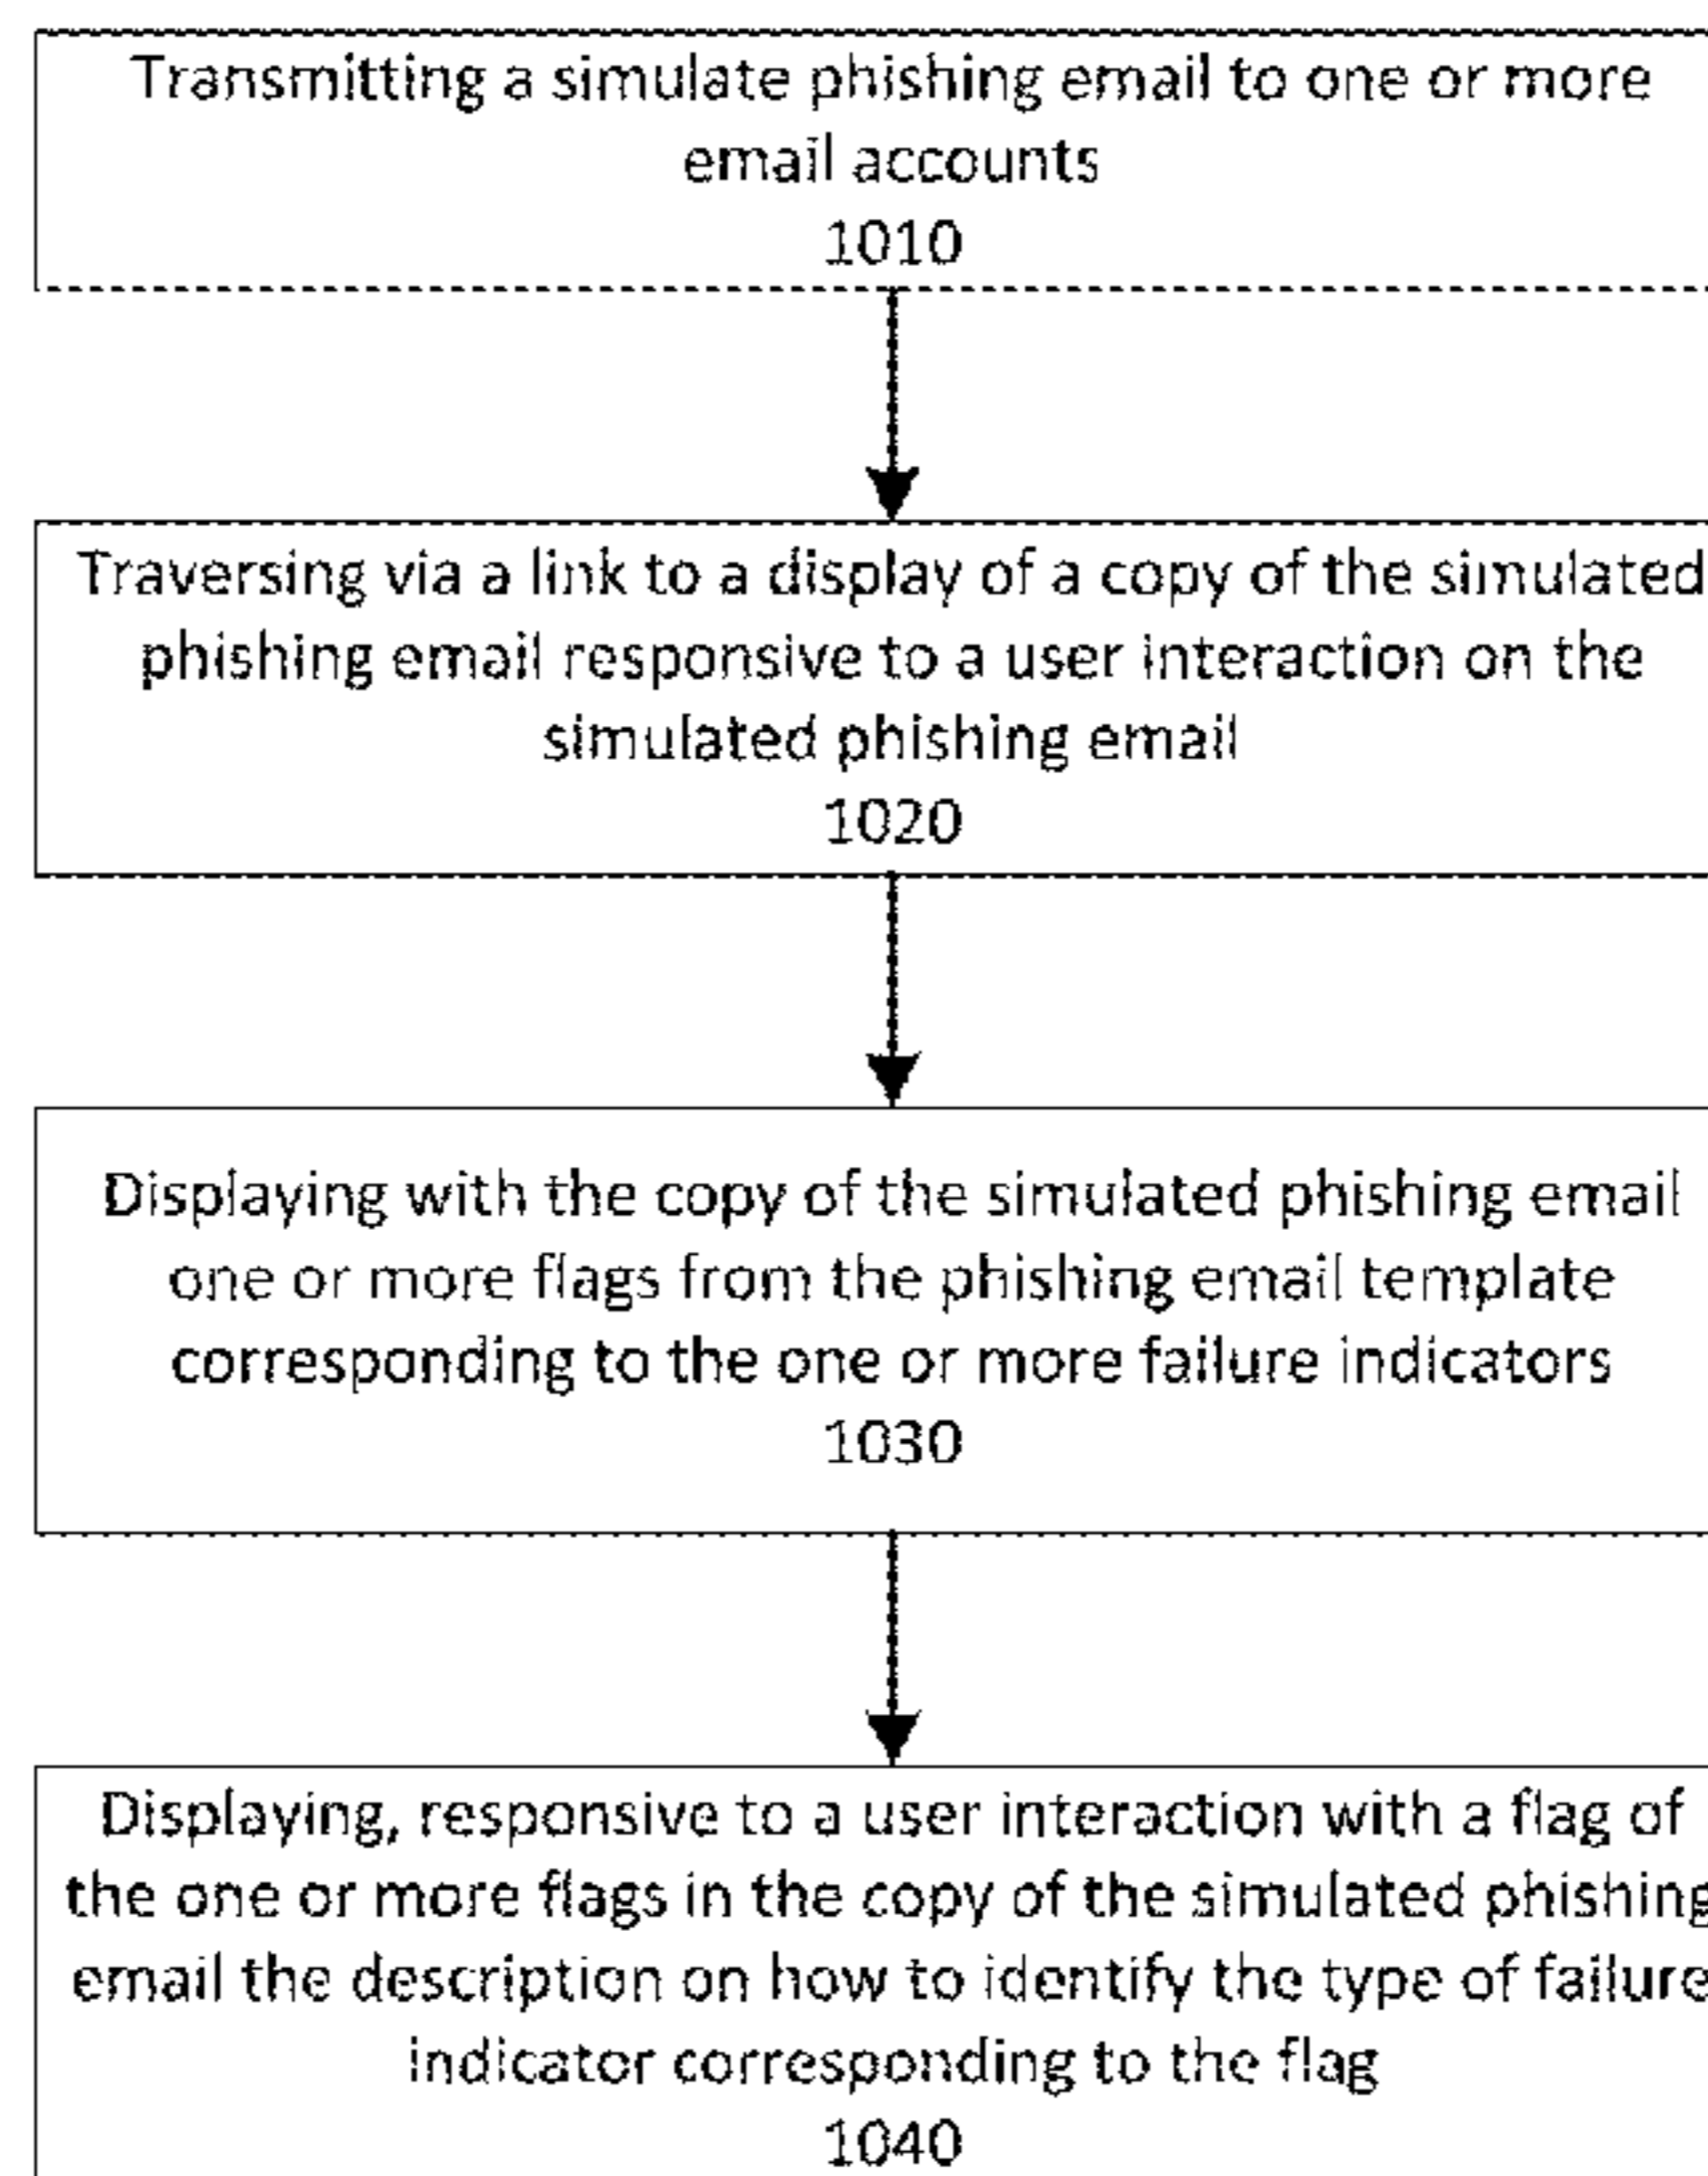 Transmitting a simulate phishing email to one or more
email accounts
1010
Traversing via a link to a display of a copy of the simulated
phishing email responsive to a user interaction on the
simulated phishing email
1020
Displaying with the copy of the simulated phishing email
one or more flags from the phishing email template
corresponding to the one or more failure indicators
1030
Displaying, responsive to a user interaction with a flag of
the one or more flags in the copy of the simulated phishing
email the description on how to identify the type of failure
indicator corresponding to the flag
1040